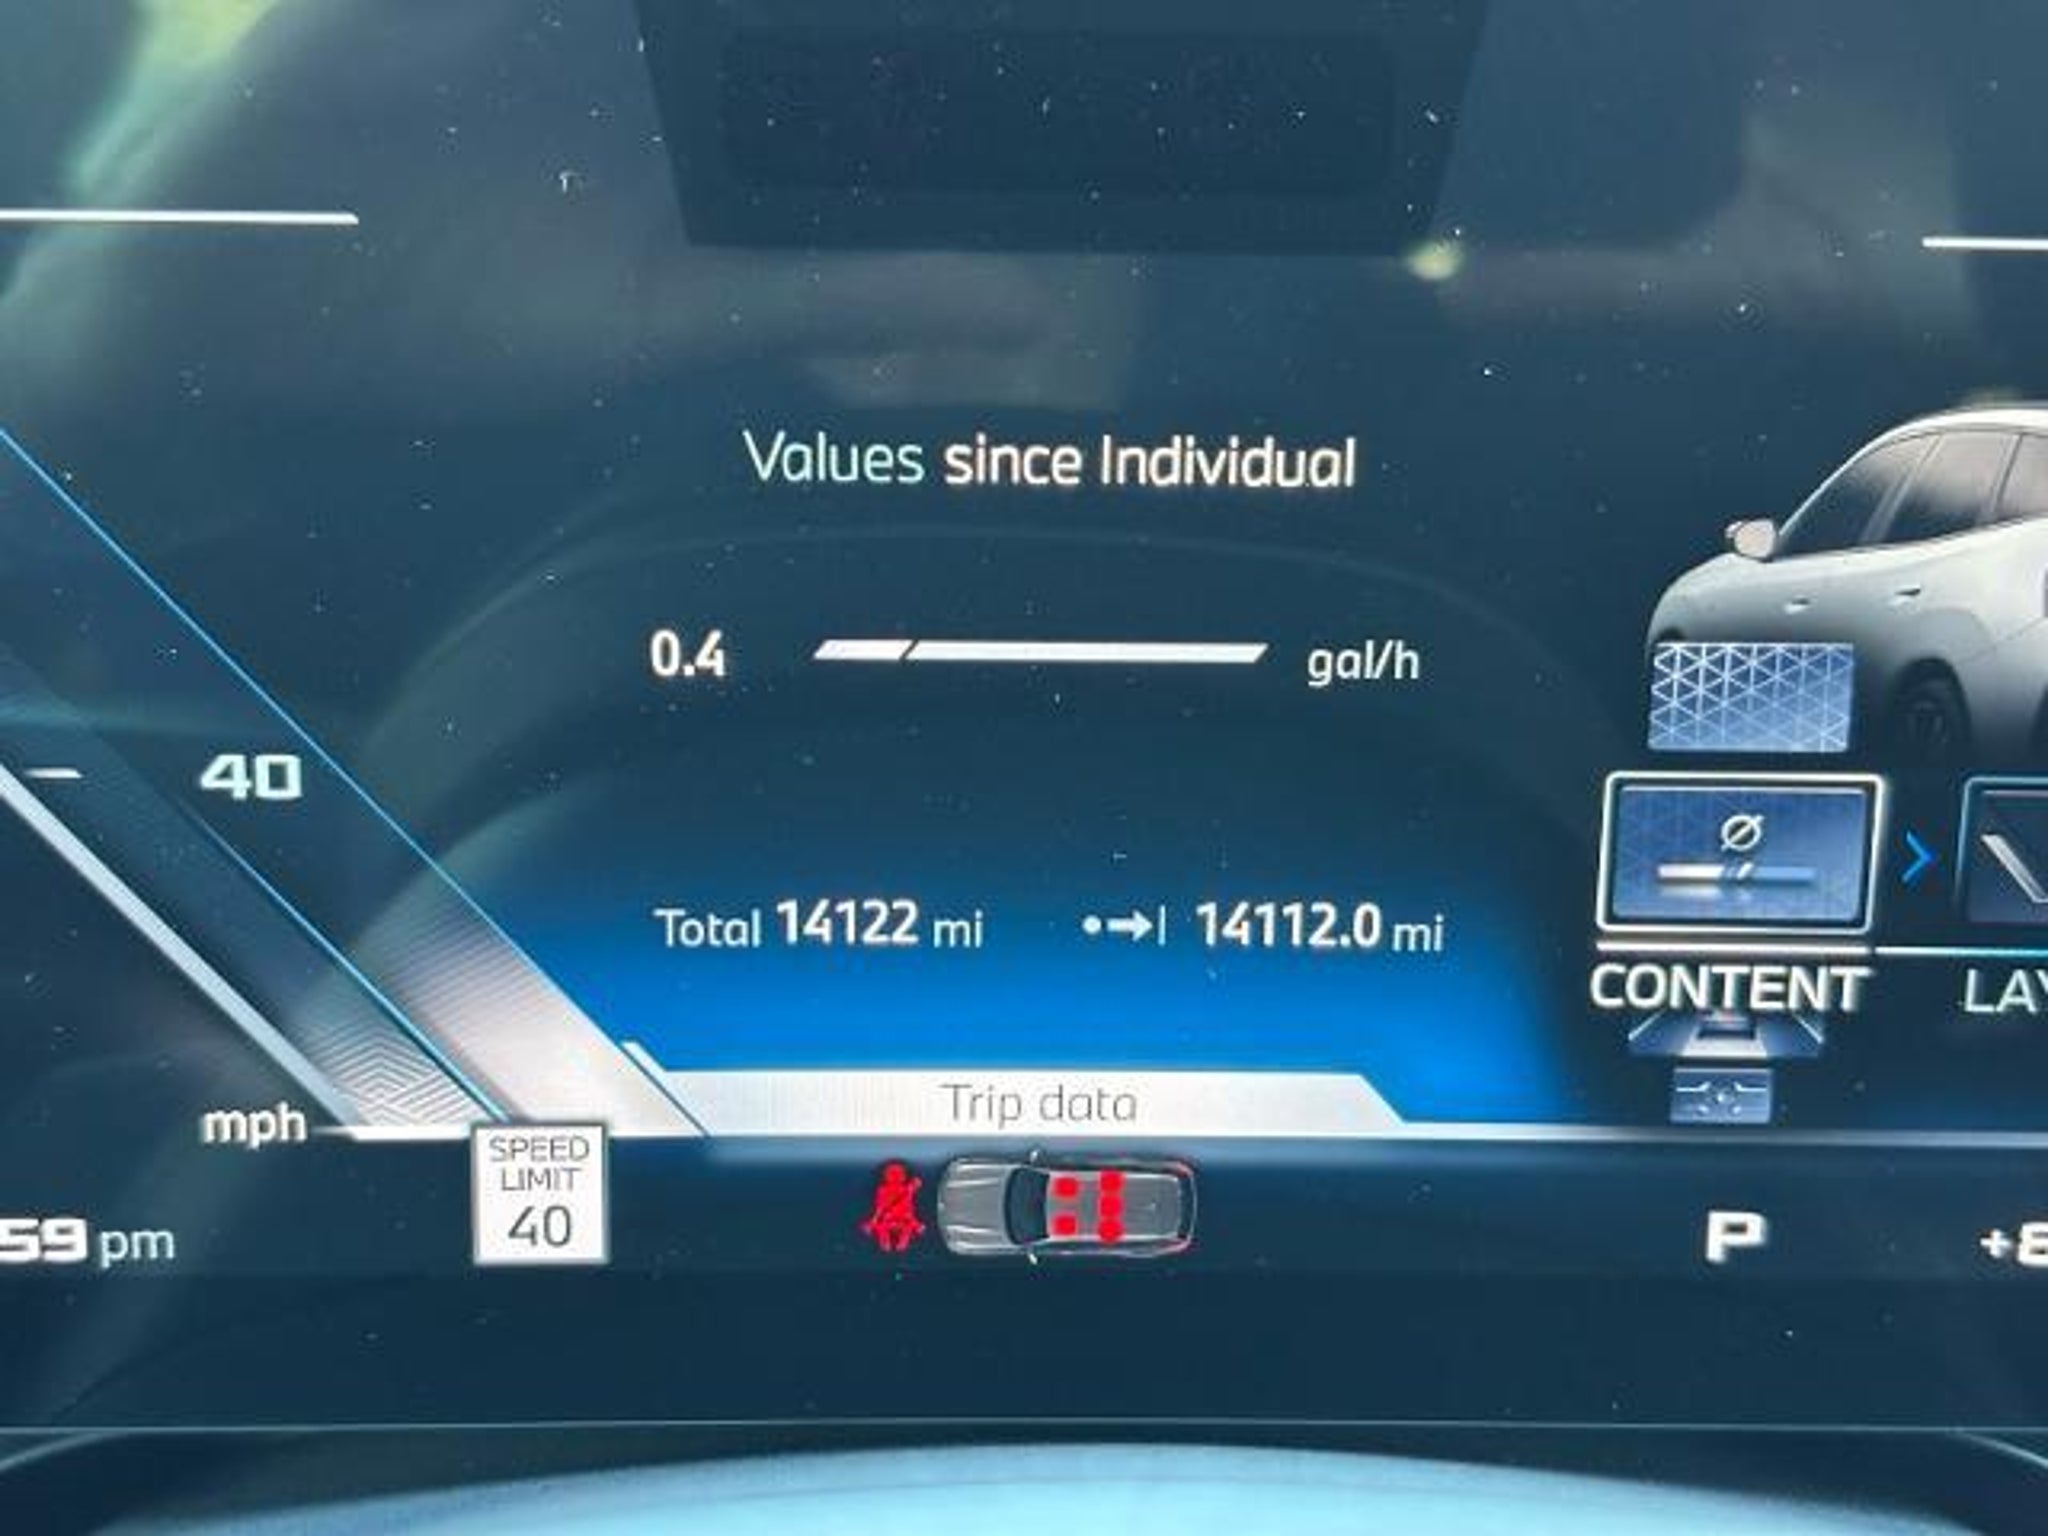 Values since Individual
0.4 gal/h
40
Total 14122 mi 14112.0 mi
CONTENT
Trip data
mph
SPEED
LIMIT
40
59 pm
P